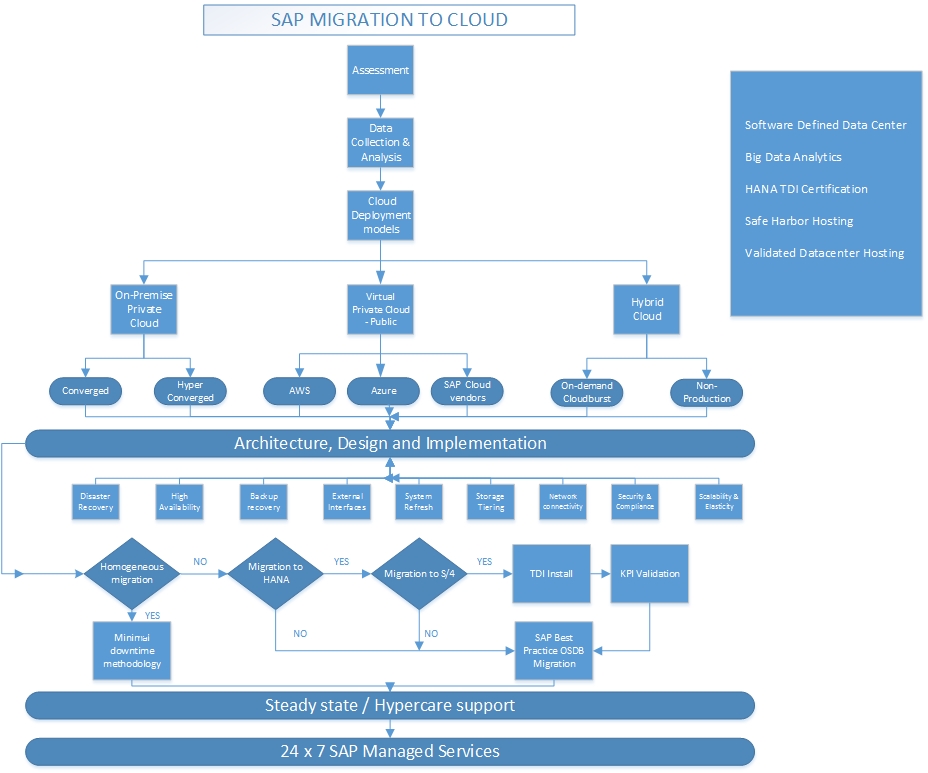 SAP MIGRATION TO CLOUD
Assessment
Data
Collection &
Analysis
Cloud
Deployment
models
Software Defined Data Center
Big Data Analytics
HANA TDI Certification
Safe Harbor Hosting
Validated Datacenter Hosting
On-Premise
Private
Cloud
Virtual
Private Cloud
- Public
Hybrid
Cloud
Converged
Hyper
Converged
AWS
Azure
SAP Cloud
vendors
On-demand
Cloudburst
Non-
Production
Architecture, Design and Implementation
Disaster
Recovery
High
Availability
Backup
recovery
External
Interfaces
System
Refresh
Storage
Tiering
Network
connectivity
Security &
Compliance
Scalability &
Elasticity
Homogeneous
migration
NO
Migration to
HANA
YES
Migration to S/4
YES
TDI Install
KPI Validation
YES
NO
NO
Minimal
downtime
methodology
SAP Best
Practice OSDB
Migration
Steady state / Hypercare support
24 x 7 SAP Managed Services